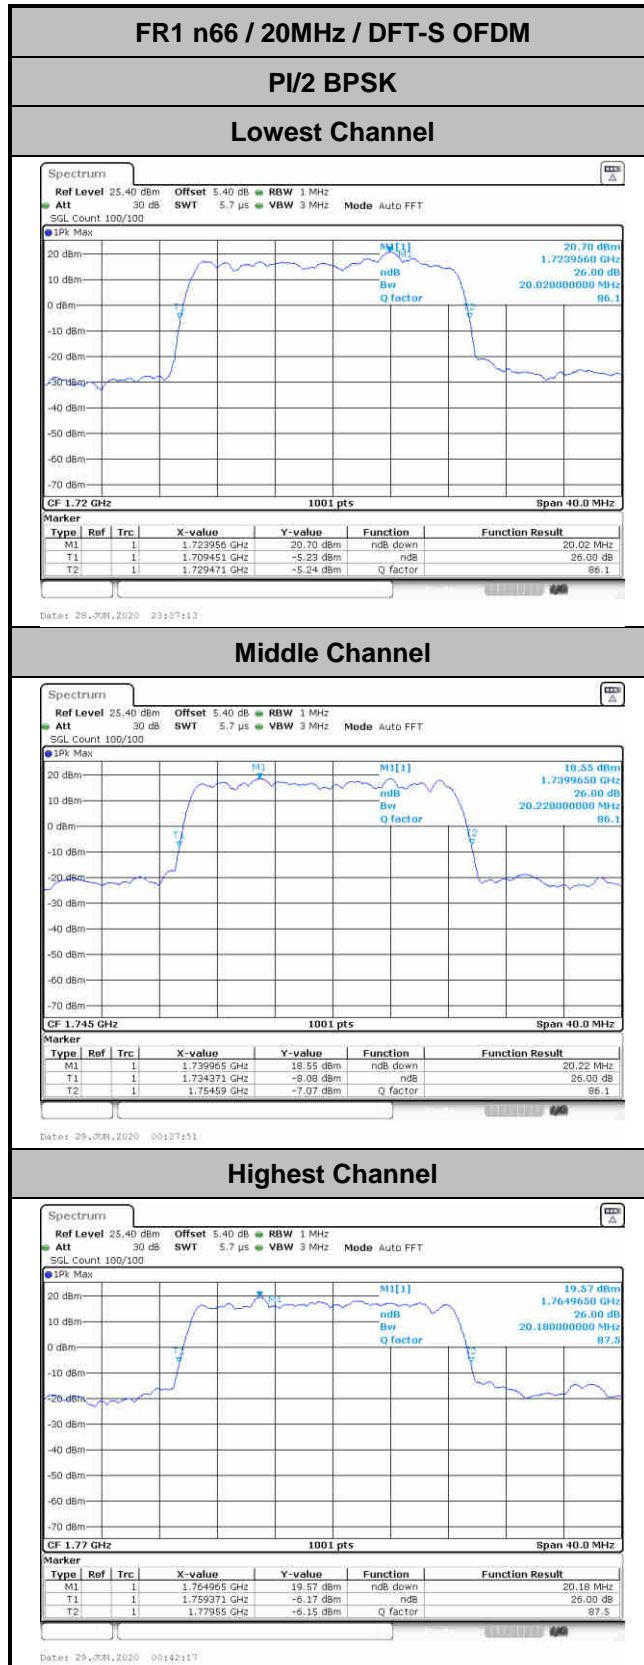 FR1 n66 / 20MHz / DFT-S OFDM
PI/2 BPSK
Lowest Channel
Spectrum
Ref Level 25.40 dBm Offset 5.40 dB RBW 1 MHz
Att 30 dB SWT 5.7 µs VBW 3 MHz Mode Auto FFT
SGL Count 100/100
1Pk Max
M1[1] 20.70 dBm
1.7239560 GHz
ndB 26.00 dB
Bw 20.020000000 MHz
Q factor 86.1
M1
T1
T2
20 dBm
10 dBm
0 dBm
-10 dBm
-20 dBm
-30 dBm
-40 dBm
-50 dBm
-60 dBm
-70 dBm
CF 1.72 GHz 1001 pts Span 40.0 MHz
Marker
Type Ref Trc X-value Y-value Function Function Result
M1 1 1.723956 GHz 20.70 dBm ndB down 20.02 MHz
T1 1 1.709451 GHz -5.23 dBm ndB 26.00 dB
T2 1 1.729471 GHz -5.24 dBm Q factor 86.1
Date: 28.JUN.2020 23:27:13
Middle Channel
Spectrum
Ref Level 25.40 dBm Offset 5.40 dB RBW 1 MHz
Att 30 dB SWT 5.7 µs VBW 3 MHz Mode Auto FFT
SGL Count 100/100
1Pk Max
M1[1] 18.55 dBm
1.7399650 GHz
ndB 26.00 dB
Bw 20.220000000 MHz
Q factor 86.1
M1
T1
T2
20 dBm
10 dBm
0 dBm
-10 dBm
-20 dBm
-30 dBm
-40 dBm
-50 dBm
-60 dBm
-70 dBm
CF 1.745 GHz 1001 pts Span 40.0 MHz
Marker
Type Ref Trc X-value Y-value Function Function Result
M1 1 1.739965 GHz 18.55 dBm ndB down 20.22 MHz
T1 1 1.734371 GHz -8.08 dBm ndB 26.00 dB
T2 1 1.75459 GHz -7.07 dBm Q factor 86.1
Date: 29.JUN.2020 00:27:51
Highest Channel
Spectrum
Ref Level 25.40 dBm Offset 5.40 dB RBW 1 MHz
Att 30 dB SWT 5.7 µs VBW 3 MHz Mode Auto FFT
SGL Count 100/100
1Pk Max
M1[1] 19.57 dBm
1.7649650 GHz
ndB 26.00 dB
Bw 20.180000000 MHz
Q factor 87.5
M1
T1
T2
20 dBm
10 dBm
0 dBm
-10 dBm
-20 dBm
-30 dBm
-40 dBm
-50 dBm
-60 dBm
-70 dBm
CF 1.77 GHz 1001 pts Span 40.0 MHz
Marker
Type Ref Trc X-value Y-value Function Function Result
M1 1 1.764965 GHz 19.57 dBm ndB down 20.18 MHz
T1 1 1.759371 GHz -6.17 dBm ndB 26.00 dB
T2 1 1.77955 GHz -6.15 dBm Q factor 87.5
Date: 29.JUN.2020 00:42:17